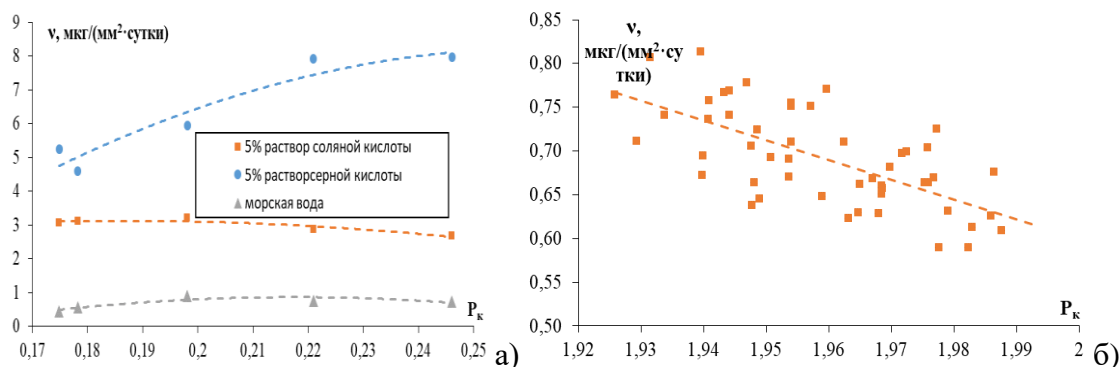 ν, мкг/(мм²·сутки)
9
8
7
6
5
4
3
2
1
0
5% раствор соляной кислоты
5% растворсерной кислоты
морская вода
Рк
0,17 0,18 0,19 0,2 0,21 0,22 0,23 0,24 0,25
а)
ν,
мкг/(мм²·су
тки)
0,85
0,80
0,75
0,70
0,65
0,60
0,55
0,50
Рк
1,92 1,93 1,94 1,95 1,96 1,97 1,98 1,99 2
б)